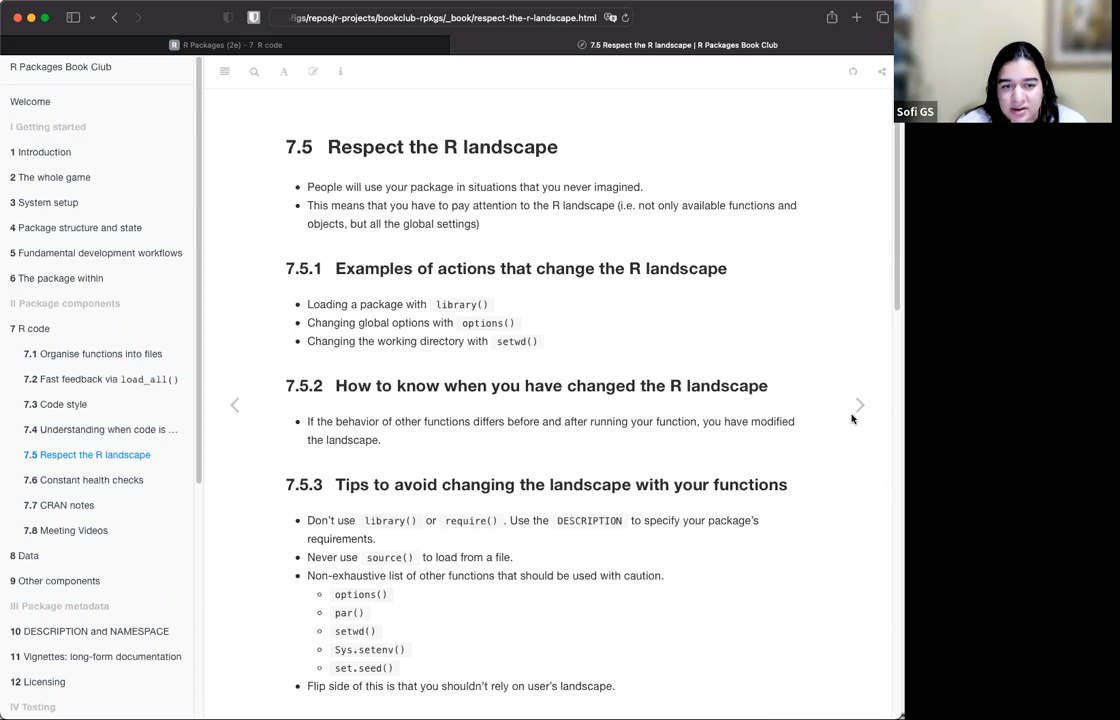 figs/repos/r-projects/bookclub-rpkgs/_book/respect-the-r-landscape.html
R R Packages (2e) - 7 R code
7.5 Respect the R landscape | R Packages Book Club
R Packages Book Club
Welcome
I Getting started
1 Introduction
2 The whole game
3 System setup
4 Package structure and state
5 Fundamental development workflows
6 The package within
II Package components
7 R code
7.1 Organise functions into files
7.2 Fast feedback via load_all()
7.3 Code style
7.4 Understanding when code is ...
7.5 Respect the R landscape
7.6 Constant health checks
7.7 CRAN notes
7.8 Meeting Videos
8 Data
9 Other components
III Package metadata
10 DESCRIPTION and NAMESPACE
11 Vignettes: long-form documentation
12 Licensing
IV Testing
7.5 Respect the R landscape
• People will use your package in situations that you never imagined.
• This means that you have to pay attention to the R landscape (i.e. not only available functions and
objects, but all the global settings)
7.5.1 Examples of actions that change the R landscape
• Loading a package with library()
• Changing global options with options()
• Changing the working directory with setwd()
7.5.2 How to know when you have changed the R landscape
• If the behavior of other functions differs before and after running your function, you have modified
the landscape.
7.5.3 Tips to avoid changing the landscape with your functions
• Don't use library() or require() . Use the DESCRIPTION to specify your package's
requirements.
• Never use source() to load from a file.
• Non-exhaustive list of other functions that should be used with caution.
◦ options()
◦ par()
◦ setwd()
◦ Sys.setenv()
◦ set.seed()
• Flip side of this is that you shouldn't rely on user's landscape.
Sofi GS